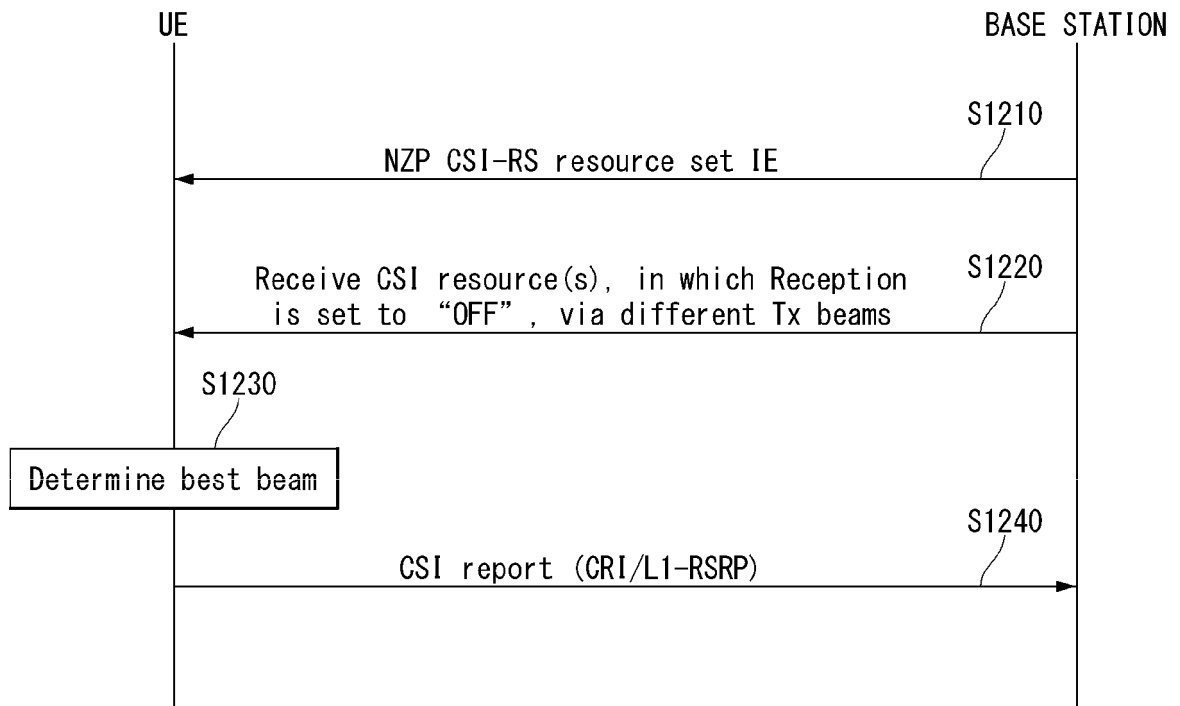 UE
BASE STATION
S1210
NZP CSI-RS resource set IE
S1220
Receive CSI resource(s), in which Reception
is set to “OFF”, via different Tx beams
S1230
Determine best beam
S1240
CSI report (CRI/L1-RSRP)